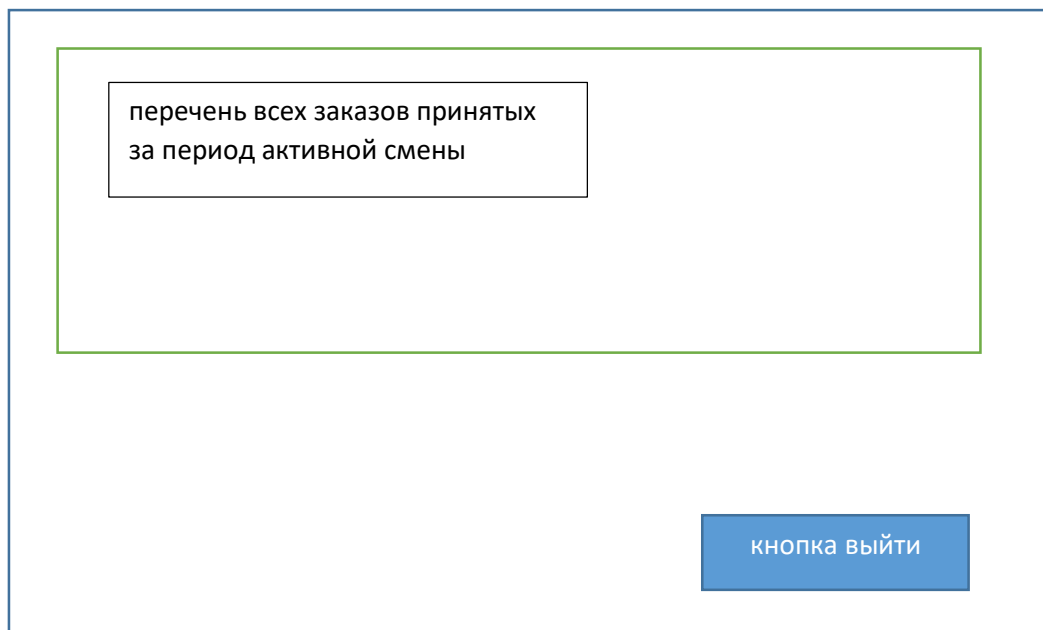 перечень всех заказов принятых
за период активной смены
кнопка выйти